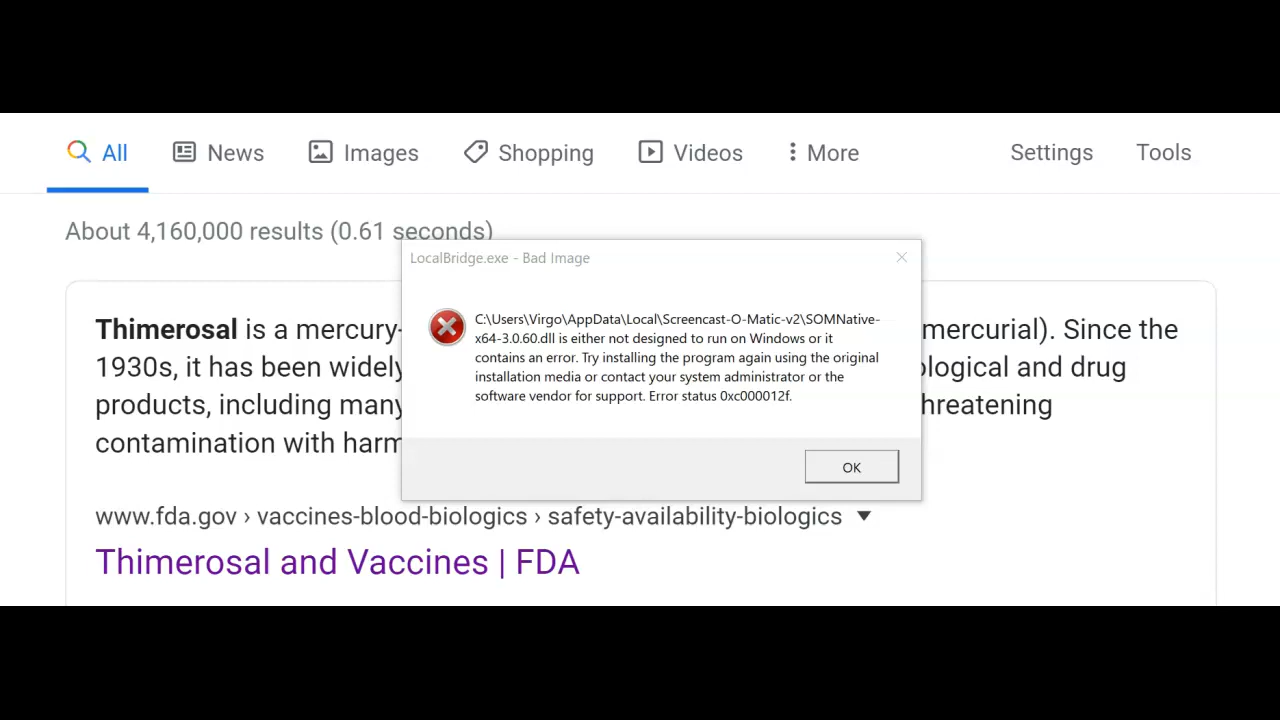 All News Images Shopping Videos More Settings Tools
About 4,160,000 results (0.61 seconds)
LocalBridge.exe - Bad Image
C:\Users\Virgo\AppData\Local\Screencast-O-Matic-v2\SOMNative-
x64-3.0.60.dll is either not designed to run on Windows or it
contains an error. Try installing the program again using the original
installation media or contact your system administrator or the
software vendor for support. Error status 0xc000012f.
OK
Thimerosal is a mercury- mercurial). Since the
1930s, it has been widely ological and drug
products, including many hreatening
contamination with harm
www.fda.gov › vaccines-blood-biologics › safety-availability-biologics
Thimerosal and Vaccines | FDA